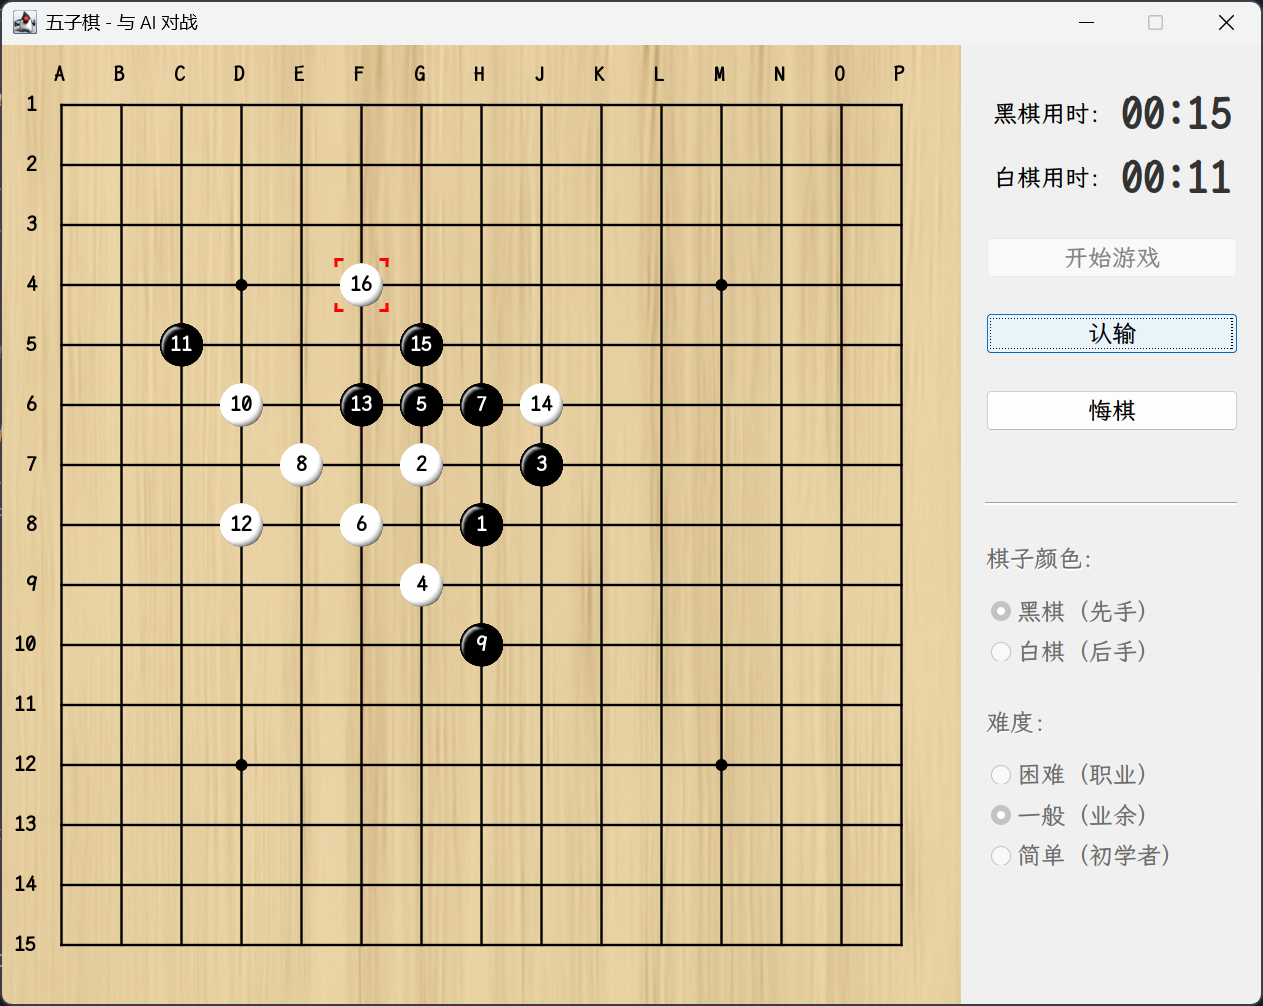 五子棋 - 与 AI 对战
A B C D E F G H J K L M N O P
1
2
3
4 16
5 11 15
6 10 13 5 7 14
7 8 2 3
8 12 6 1
9 4
10 9
11
12
13
14
15
黑棋用时: 00:15
白棋用时: 00:11
开始游戏
认输
悔棋
棋子颜色:
黑棋（先手）
白棋（后手）
难度:
困难（职业）
一般（业余）
简单（初学者）